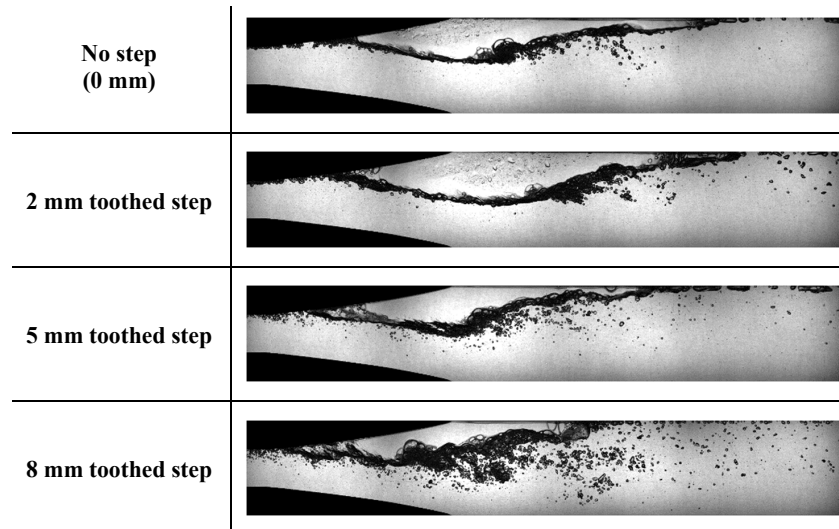 No step
(0 mm)
2 mm toothed step
5 mm toothed step
8 mm toothed step